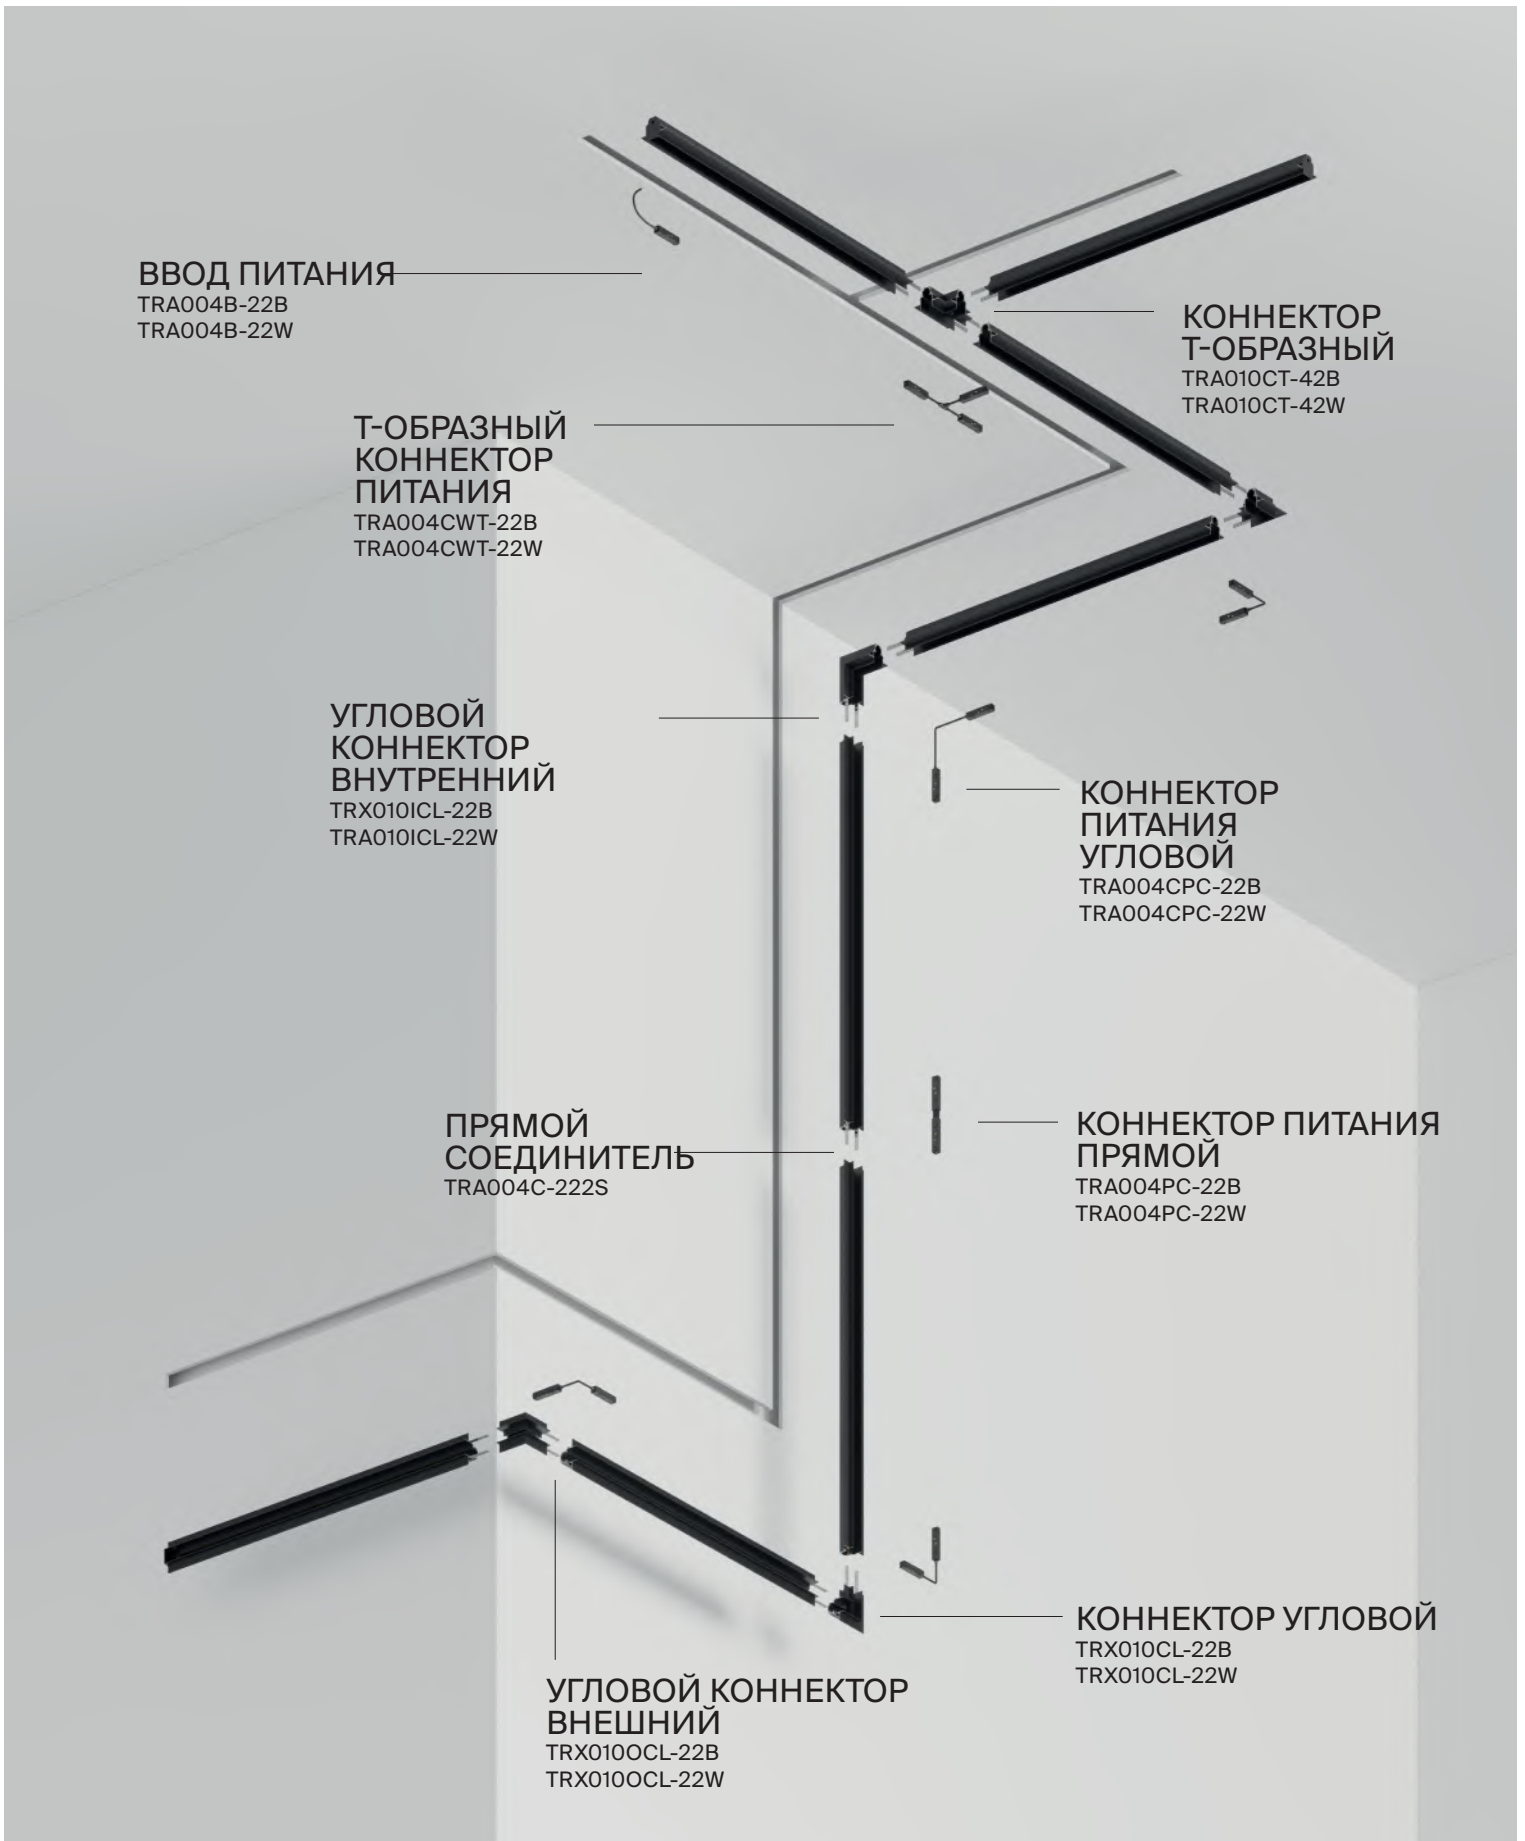 ВВОД ПИТАНИЯ
TRA004B-22B
TRA004B-22W
КОННЕКТОР
Т-ОБРАЗНЫЙ
TRA010CT-42B
TRA010CT-42W
Т-ОБРАЗНЫЙ
КОННЕКТОР
ПИТАНИЯ
TRA004CWT-22B
TRA004CWT-22W
УГЛОВОЙ
КОННЕКТОР
ВНУТРЕННИЙ
TRX010ICL-22B
TRA010ICL-22W
КОННЕКТОР
ПИТАНИЯ
УГЛОВОЙ
TRA004CPC-22B
TRA004CPC-22W
ПРЯМОЙ
СОЕДИНИТЕЛЬ
TRA004C-222S
КОННЕКТОР ПИТАНИЯ
ПРЯМОЙ
TRA004PC-22B
TRA004PC-22W
КОННЕКТОР УГЛОВОЙ
TRX010CL-22B
TRX010CL-22W
УГЛОВОЙ КОННЕКТОР
ВНЕШНИЙ
TRX010OCL-22B
TRX010OCL-22W